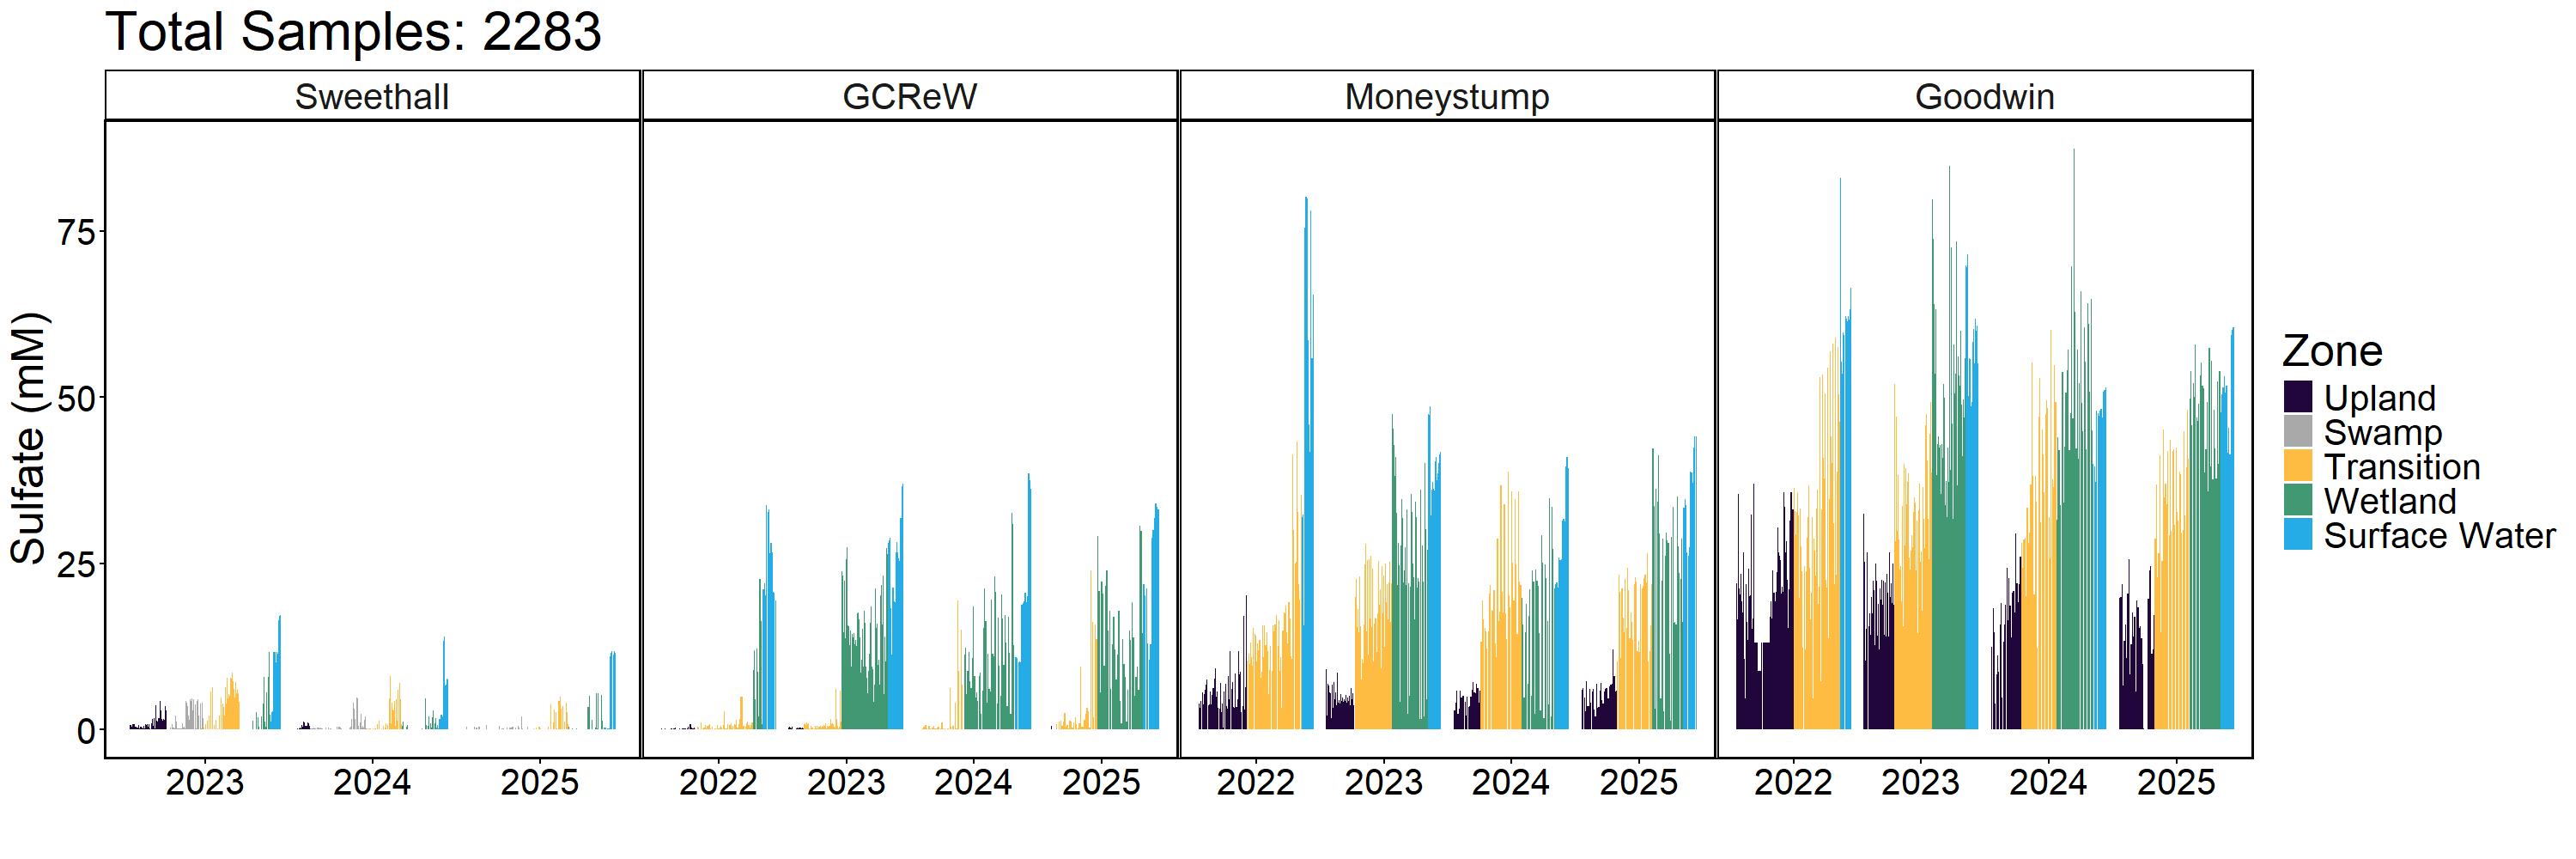 Total Samples: 2283
Sweethall GCReW Moneystump Goodwin
Sulfate (mM)
75
50
25
0
2023 2024 2025 2022 2023 2024 2025 2022 2023 2024 2025 2022 2023 2024 2025
Zone
Upland
Swamp
Transition
Wetland
Surface Water